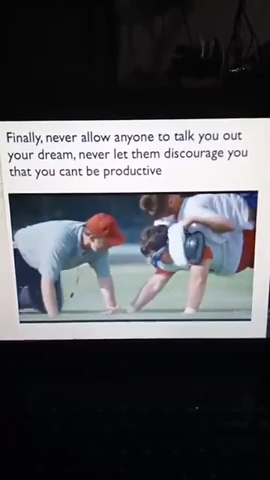 Finally, never allow anyone to talk you out
your dream, never let them discourage you
that you cant be productive